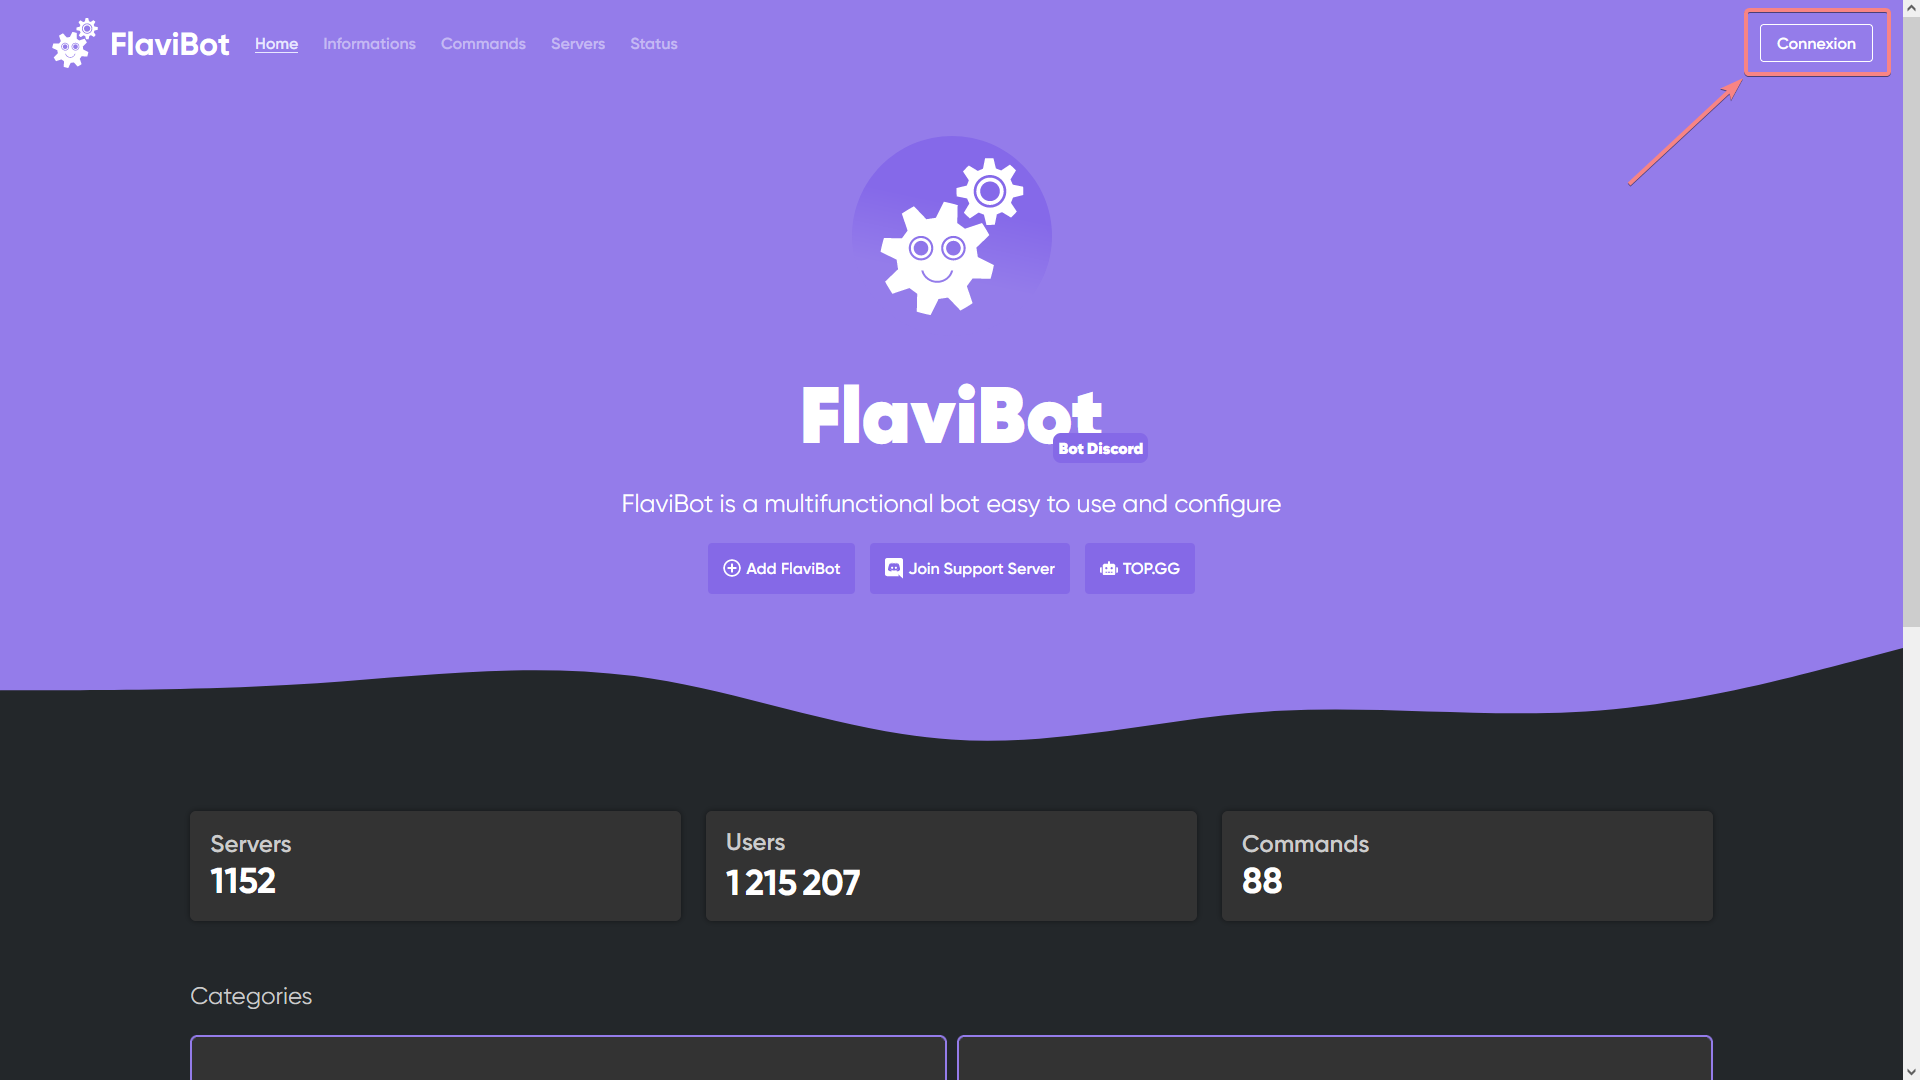 FlaviBot
Home Informations Commands Servers Status
Connexion
FlaviBot
Bot Discord
FlaviBot is a multifunctional bot easy to use and configure
Add FlaviBot Join Support Server TOP.GG
Servers
1152
Users
1 215 207
Commands
88
Categories